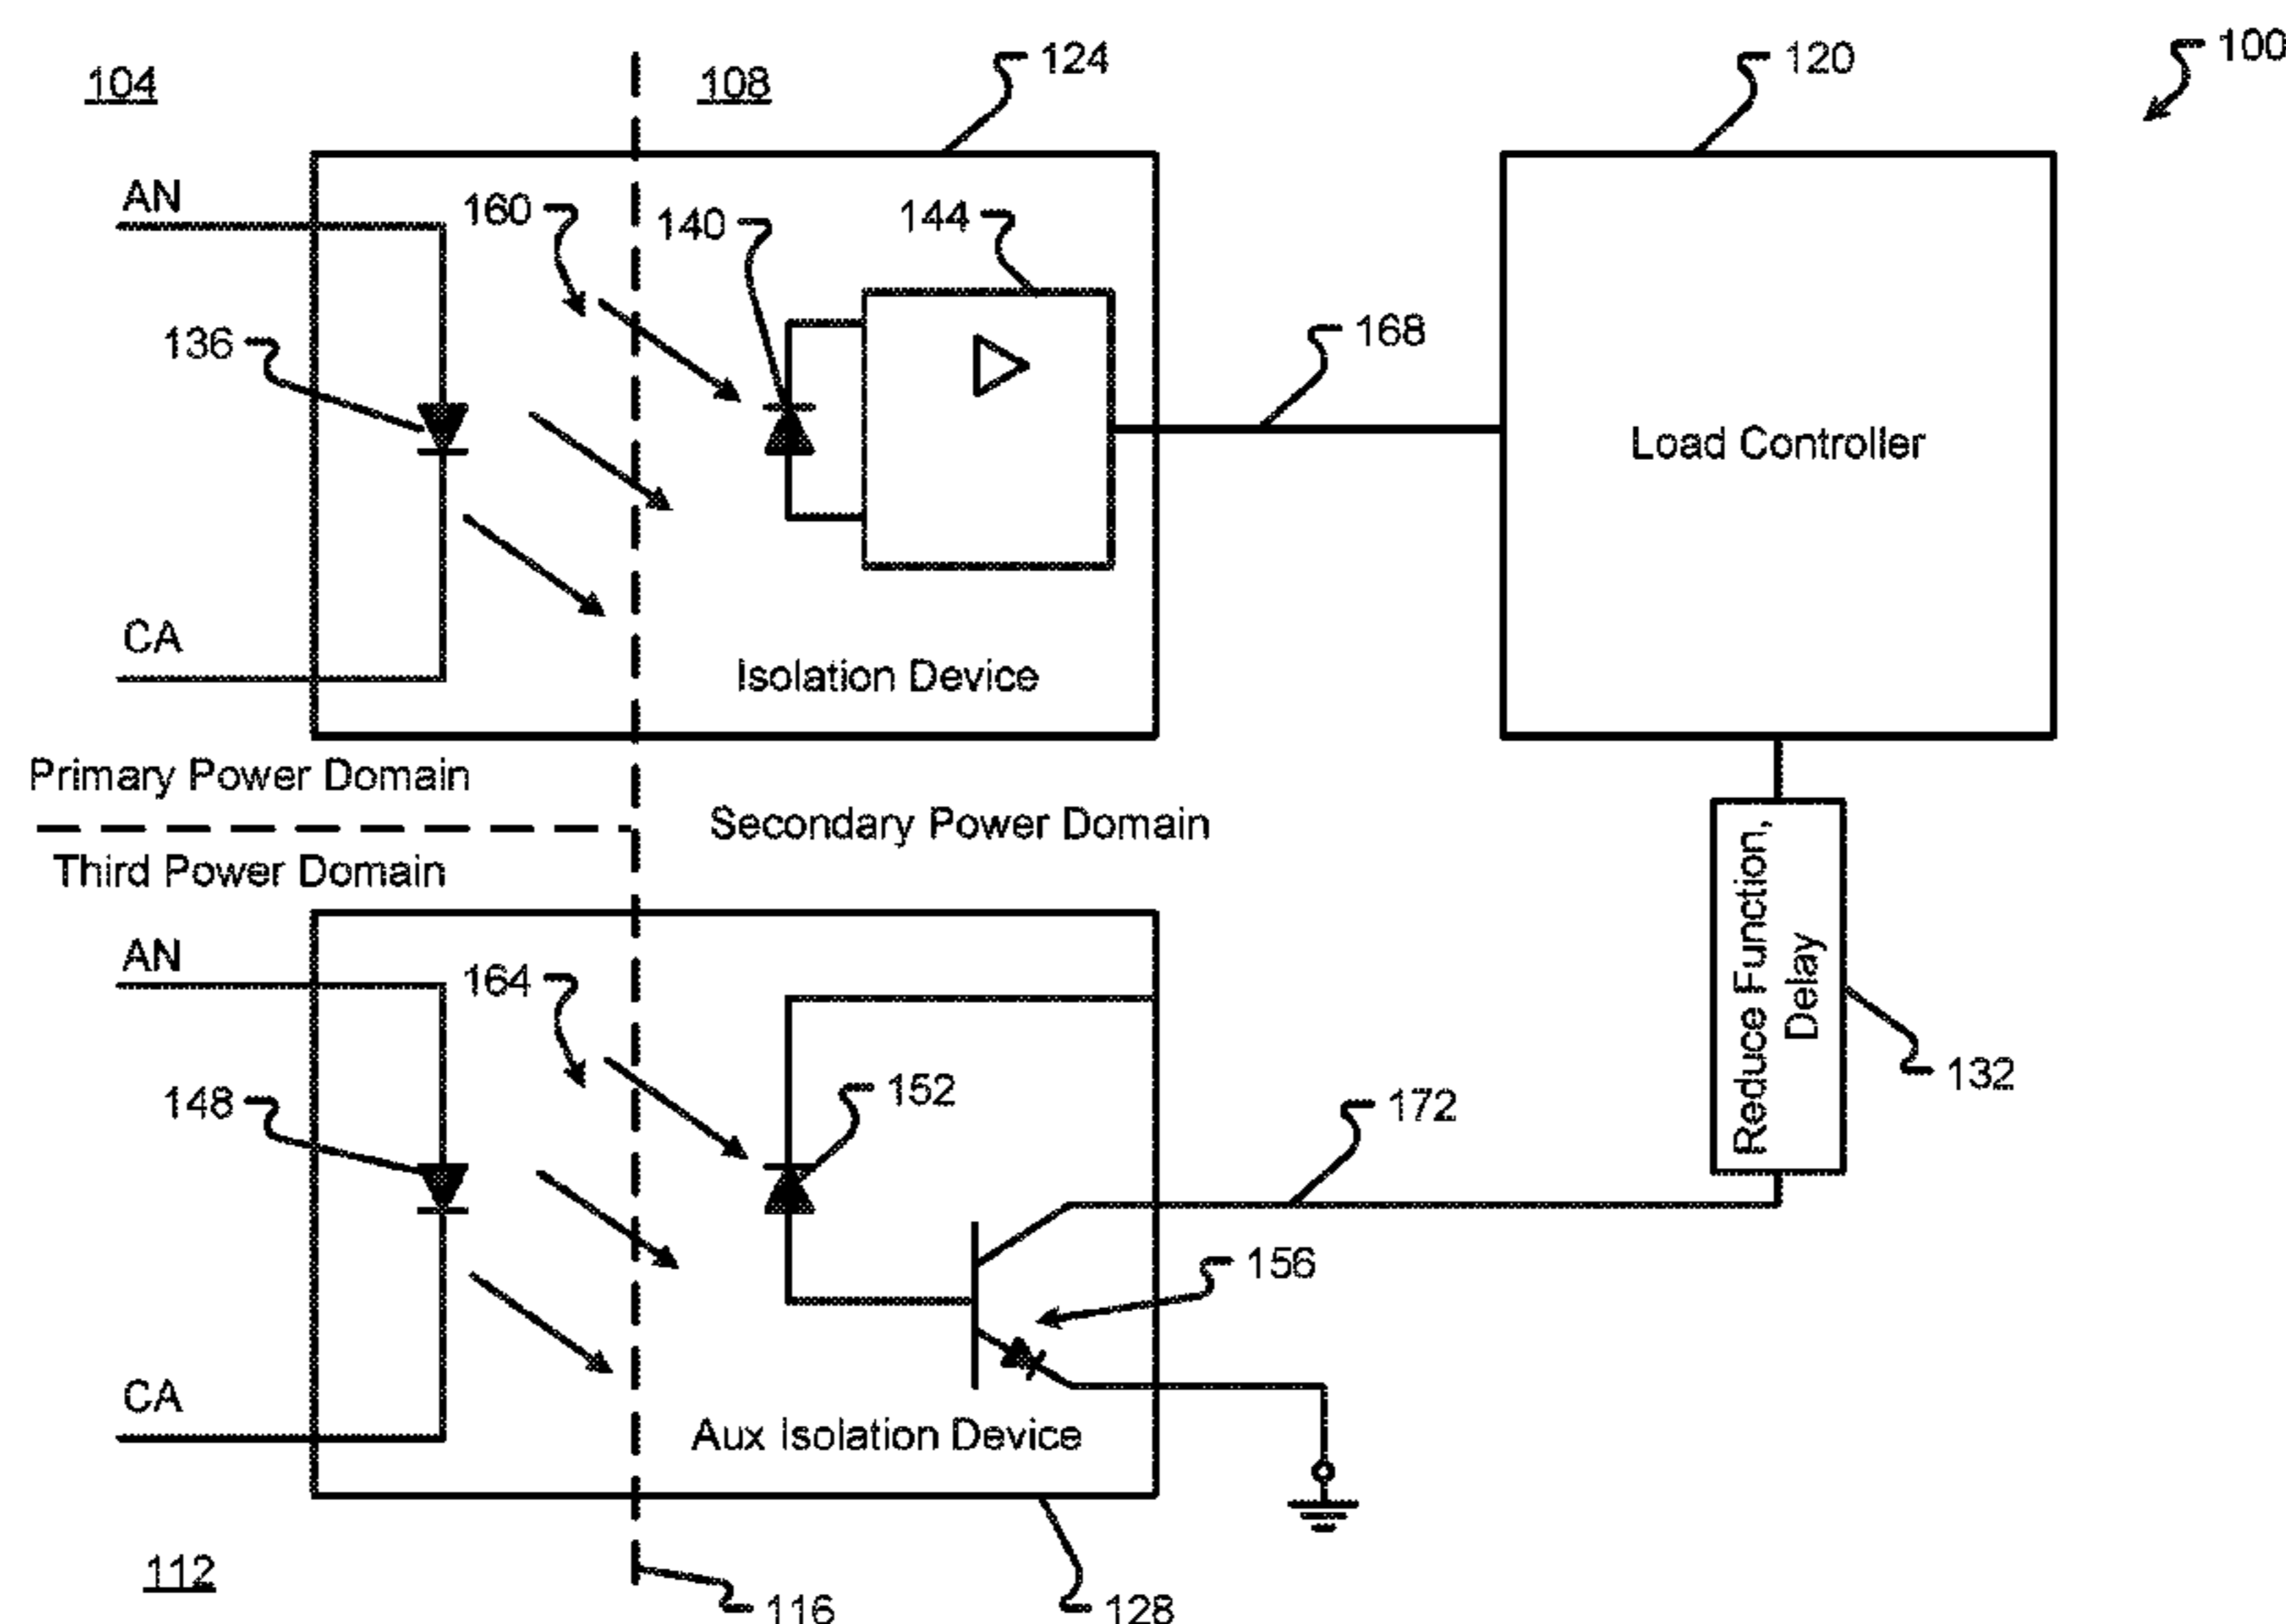 104
108
124
120
100
AN
160
140
144
136
168
Load Controller
CA
Isolation Device
Primary Power Domain
Secondary Power Domain
Third Power Domain
Reduce Function,
Delay
AN
164
148
152
172
132
156
CA
Aux Isolation Device
112
116
128